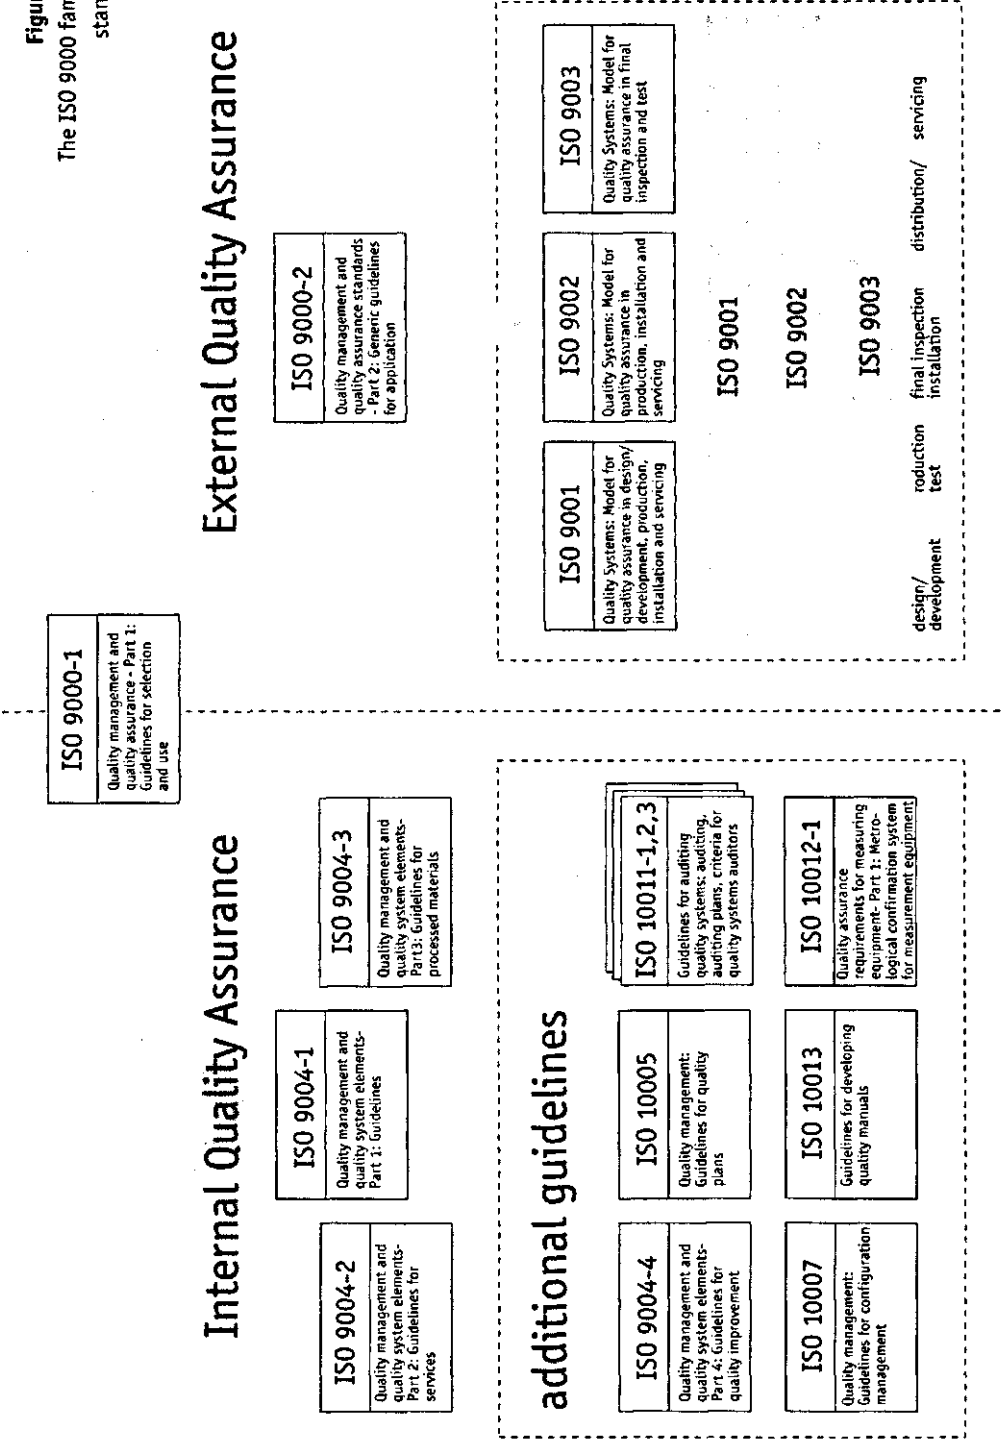 Figu
The ISO 9000 fam
stan
ISO 9000-1
Quality management and
quality assurance - Part 1:
Guidelines for selection
and use
Internal Quality Assurance
External Quality Assurance
ISO 9004-2
Quality management and
quality system elements-
Part 2: Guidelines for
services
ISO 9004-1
Quality management and
quality system elements-
Part 1: Guidelines
ISO 9004-3
Quality management and
quality system elements-
Part3: Guidelines for
processed materials
ISO 9000-2
Quality management and
quality assurance standards
- Part 2: Generic guidelines
for application
additional guidelines
ISO 9004-4
Quality management and
quality system elements-
Part 4: Guidelines for
quality improvement
ISO 10005
Quality management:
Guidelines for quality
plans
ISO 10011-1,2,3
Guidelines for auditing
quality systems: auditing,
auditing plans, criteria for
quality systems auditors
ISO 10007
Quality management:
Guidelines for configuration
management
ISO 10013
Guidelines for developing
quality manuals
ISO 10012-1
Quality assurance
requirements for measuring
equipment- Part 1: Metro-
logical confirmation system
for measurement equipment
ISO 9001
Quality Systems: Model for
quality assurance in design/
development, production,
installation and servicing
ISO 9002
Quality Systems: Model for
quality assurance in
production, installation and
servicing
ISO 9003
Quality Systems: Model for
quality assurance in final
inspection and test
ISO 9001
ISO 9002
ISO 9003
design/
development
roduction
test
final inspection
installation
distribution/
servicing